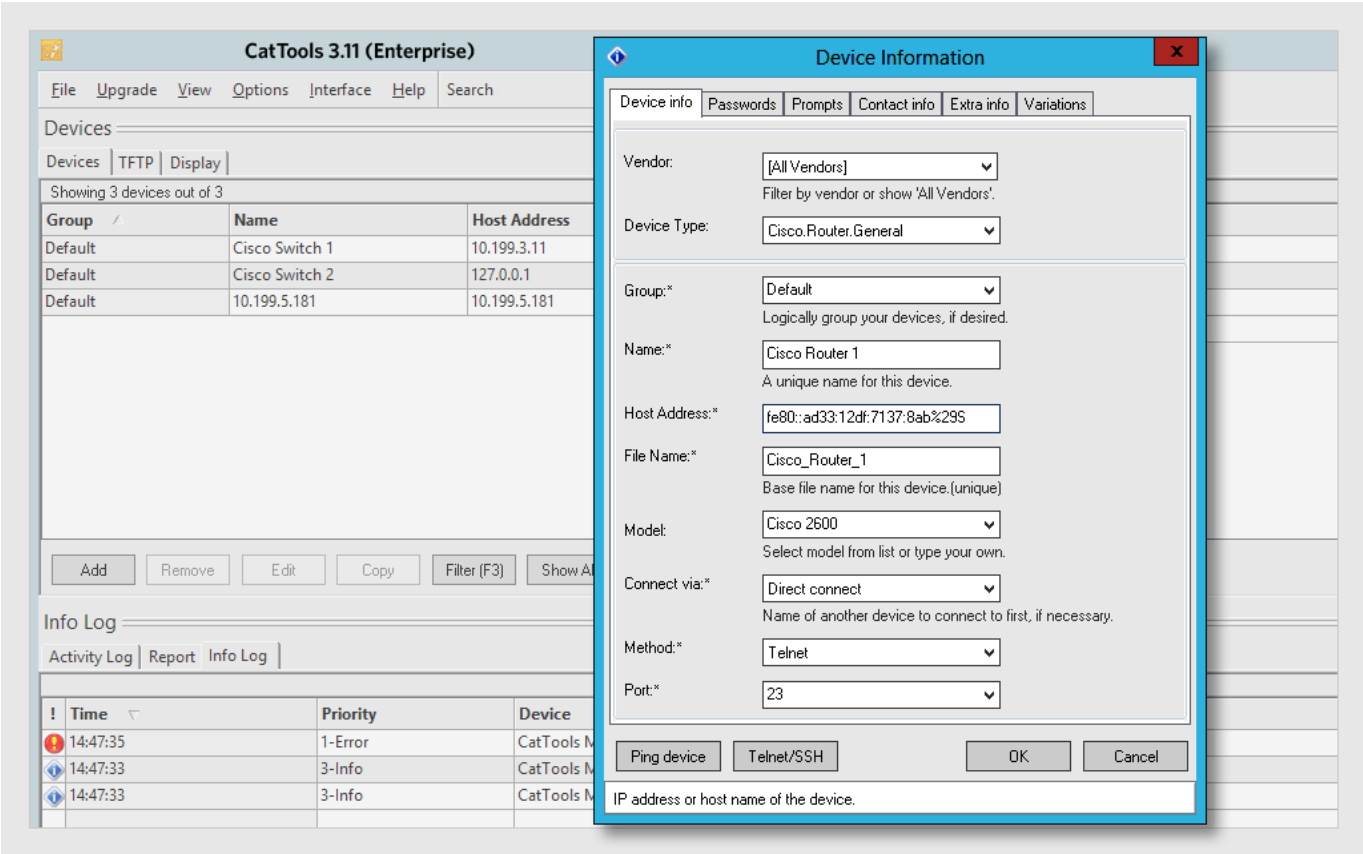 CatTools 3.11 (Enterprise)
File Upgrade View Options Interface Help Search
Devices
Devices TFTP Display
Showing 3 devices out of 3
Group Name Host Address
Default Cisco Switch 1 10.199.3.11
Default Cisco Switch 2 127.0.0.1
Default 10.199.5.181 10.199.5.181
Add Remove Edit Copy Filter (F3) Show
Info Log
Activity Log Report Info Log
! Time Priority Device
14:47:35 1-Error CatTools
14:47:33 3-Info CatTools
14:47:33 3-Info CatTools
Device Information
X
Device info Passwords Prompts Contact info Extra info Variations
Vendor: [All Vendors]
Filter by vendor or show 'All Vendors'.
Device Type: Cisco.Router.General
Group:* Default
Logically group your devices, if desired.
Name:* Cisco Router 1
A unique name for this device.
Host Address:* fe80::ad33:12df:7137:8ab%29S
File Name:* Cisco_Router_1
Base file name for this device.(unique)
Model: Cisco 2600
Select model from list or type your own.
Connect via:* Direct connect
Name of another device to connect to first, if necessary.
Method:* Telnet
Port:* 23
Ping device Telnet/SSH OK Cancel
IP address or host name of the device.